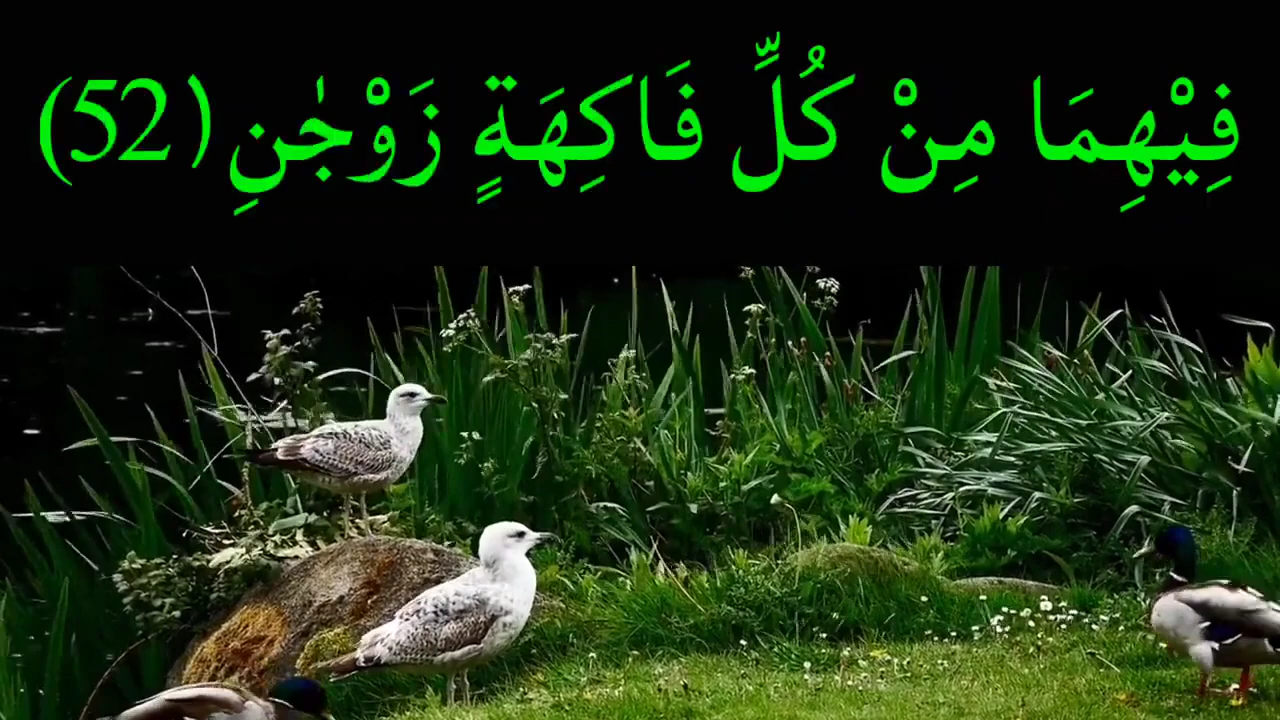 فِيْهِمَا مِنْ كُلِّ فَاكِهَةٍ زَوْجٰنِ (52)